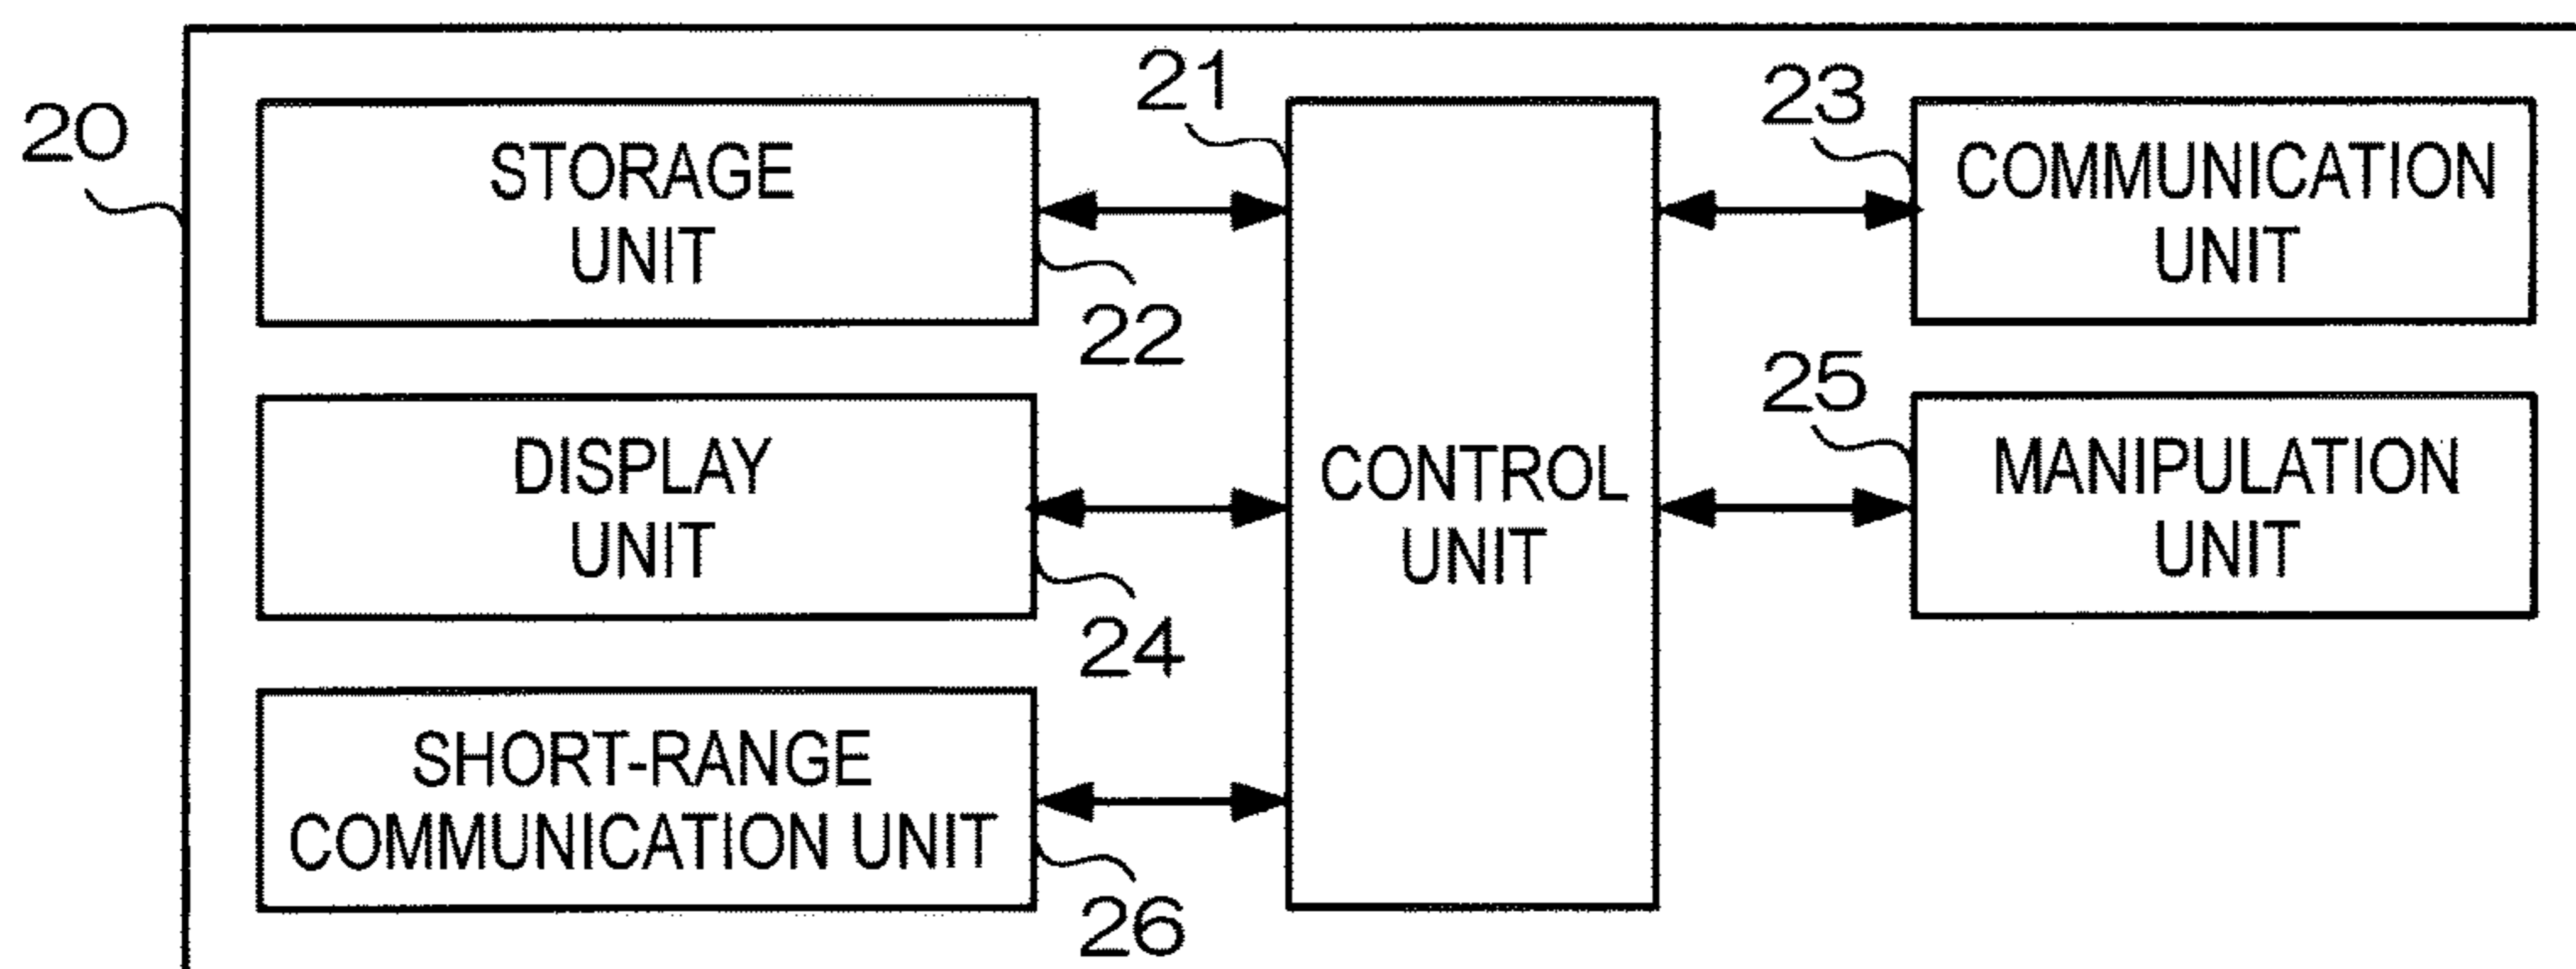 20
STORAGE
UNIT
22
21
CONTROL
UNIT
23
COMMUNICATION
UNIT
DISPLAY
UNIT
24
25
MANIPULATION
UNIT
SHORT-RANGE
COMMUNICATION UNIT
26